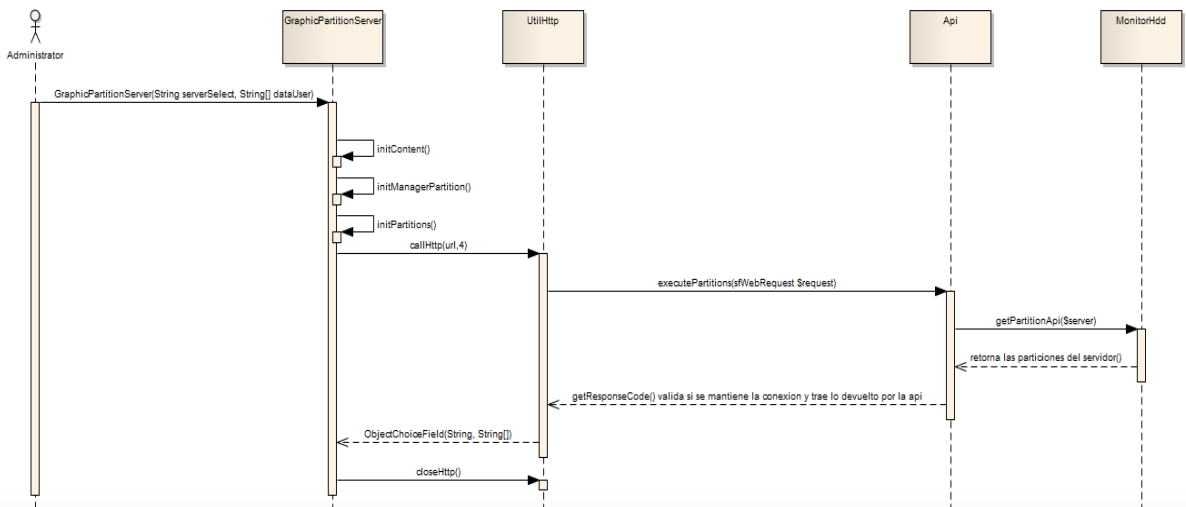 GraphicPartitionServer
UtilHttp
Api
MonitorHdd
Administrator
GraphicPartitionServer(String serverSelect, String[] dataUser)
initContent()
initManagerPartition()
initPartitions()
callHttp(url,4)
executePartitions(sfWebRequest $request)
getPartitionApi($server)
retorna las particiones del servidor()
getResponseCode() valida si se mantiene la conexion y trae lo devuelto por la api
ObjectChoiceField(String, String[])
closeHttp()